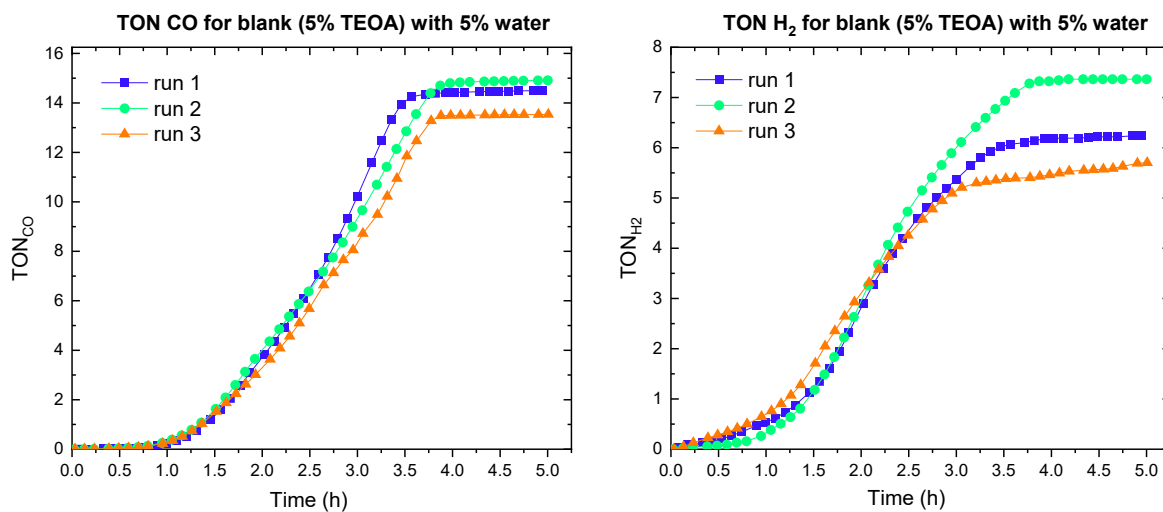 TON CO for blank (5% TEOA) with 5% water
16
14
12
10
8
6
4
2
0
TON_CO
run 1
run 2
run 3
0.0 0.5 1.0 1.5 2.0 2.5 3.0 3.5 4.0 4.5 5.0
Time (h)
TON H₂ for blank (5% TEOA) with 5% water
8
7
6
5
4
3
2
1
0
TON_H2
run 1
run 2
run 3
0.0 0.5 1.0 1.5 2.0 2.5 3.0 3.5 4.0 4.5 5.0
Time (h)